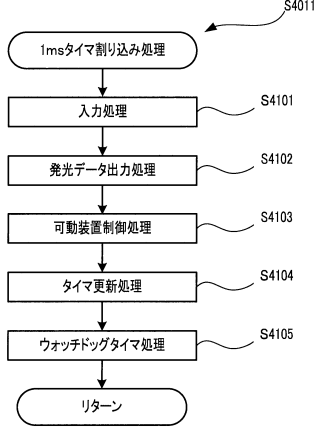 S4011
1msタイマ割り込み処理
入力処理
S4101
発光データ出力処理
S4102
可動装置制御処理
S4103
タイマ更新処理
S4104
ウォッチドッグタイマ処理
S4105
リターン